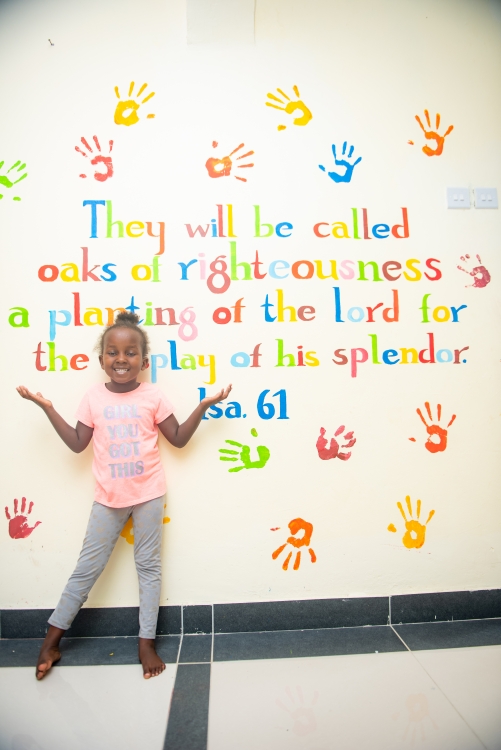 They will be called
oaks of righteousness
a planting of the lord for
the play of his splendor.
Isa. 61
GIRL
YOU
GOT
THIS